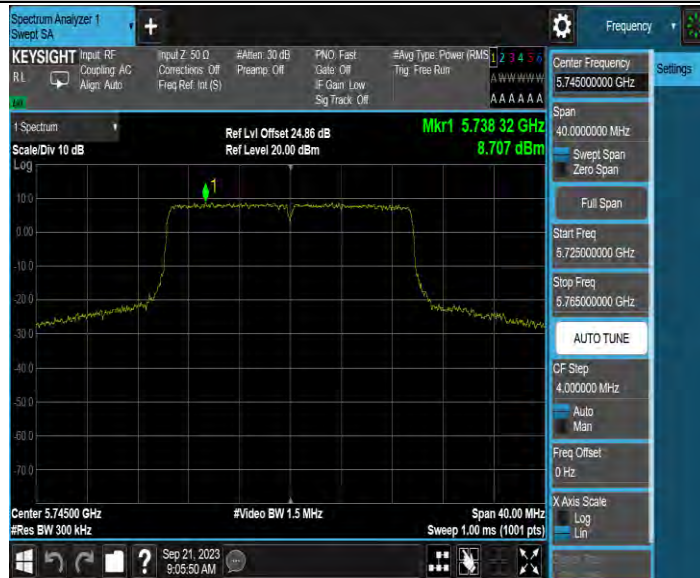 Spectrum Analyzer 1
Swept SA
+
Frequency
KEYSIGHT
RL
Input: RF
Coupling: AC
Align: Auto
Input Z: 50 Ω
Corrections: Off
Freq Ref: Int (S)
#Atten: 30 dB
Preamp: Off
PNO: Fast
Gate: Off
IF Gain: Low
Sig Track: Off
#Avg Type: Power (RMS
Trig: Free Run
1 2 3 4 5 6
A W W W W W
A A A A A A
1 Spectrum
Scale/Div 10 dB
Log
Ref Lvl Offset 24.86 dB
Ref Level 20.00 dBm
Mkr1 5.738 32 GHz
8.707 dBm
1
10.0
0.00
-10.0
-20.0
-30.0
-40.0
-50.0
-60.0
-70.0
Center 5.74500 GHz
#Res BW 300 kHz
#Video BW 1.5 MHz
Span 40.00 MHz
Sweep 1.00 ms (1001 pts)
Sep 21, 2023
9:05:50 AM
Center Frequency
5.745000000 GHz
Settings
Span
40.0000000 MHz
Swept Span
Zero Span
Full Span
Start Freq
5.725000000 GHz
Stop Freq
5.765000000 GHz
AUTO TUNE
CF Step
4.000000 MHz
Auto
Man
Freq Offset
0 Hz
X Axis Scale
Log
Lin